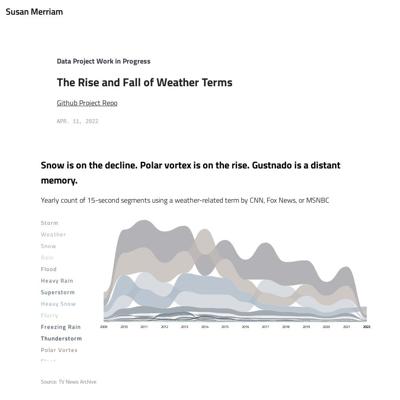 Susan Merriam
Data Project Work in Progress
The Rise and Fall of Weather Terms
Github Project Repo
APR. 11, 2022
Snow is on the decline. Polar vortex is on the rise. Gustnado is a distant
memory.
Yearly count of 15-second segments using a weather-related term by CNN, Fox News, or MSNBC
Storm
Weather
Snow
Rain
Flood
Heavy Rain
Superstorm
Heavy Snow
Flurry
Freezing Rain
Thunderstorm
Polar Vortex
2009 2010 2011 2012 2013 2014 2015 2016 2017 2018 2019 2020 2021 2022
Source: TV News Archive